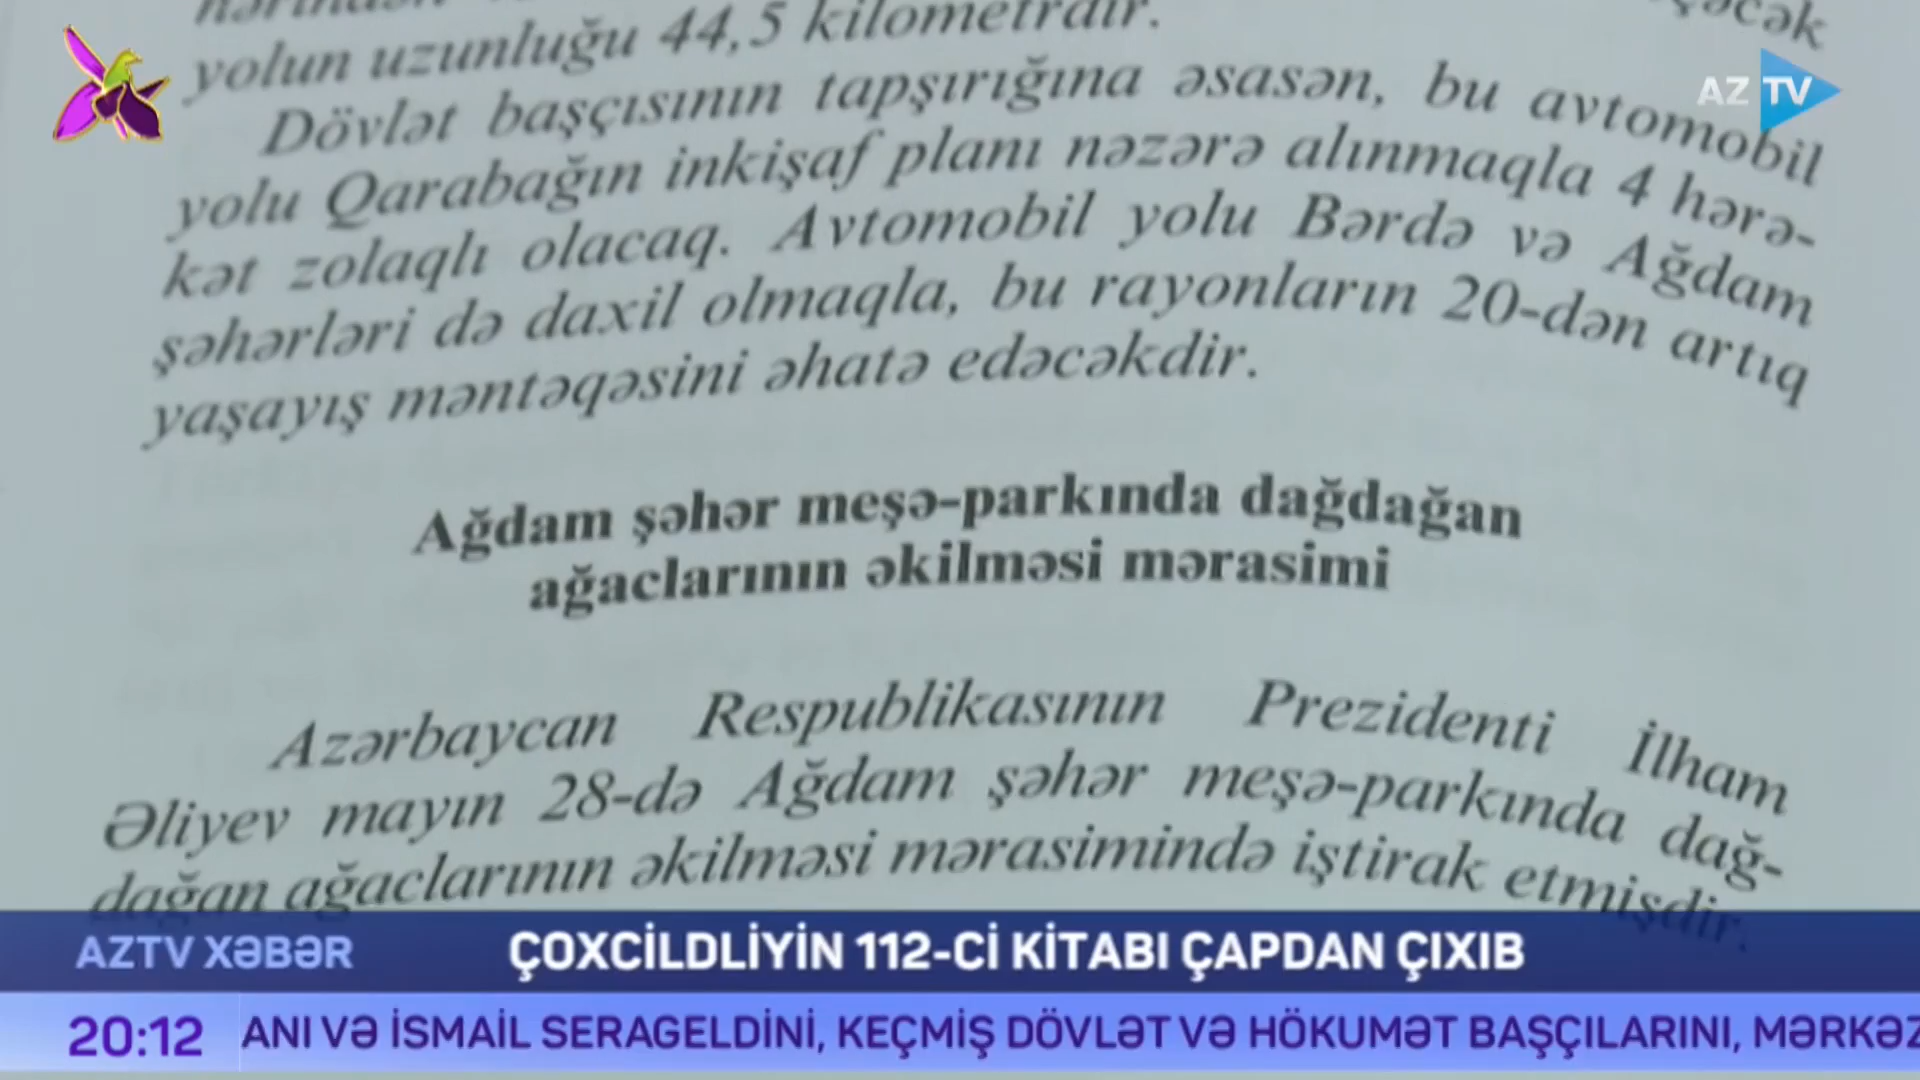 yolun uzunluğu 44,5 kilometrdir.
AZTV
Dövlət başçısının tapşırığına əsasən, bu avtomobil
yolu Qarabağın inkişaf planı nəzərə alınmaqla 4 hərə-
kət zolaqlı olacaq. Avtomobil yolu Bərdə və Ağdam
şəhərləri də daxil olmaqla, bu rayonların 20-dən artıq
yaşayış məntəqəsini əhatə edəcəkdir.
Ağdam şəhər meşə-parkında dağdağan
ağaclarının əkilməsi mərasimi
Azərbaycan Respublikasının Prezidenti İlham
Əliyev mayın 28-də Ağdam şəhər meşə-parkında dağ-
dağan ağaclarının əkilməsi mərasimində iştirak etmişdir.
AZTV XƏBƏR
ÇOXCİLDLİYİN 112-Cİ KİTABI ÇAPDAN ÇIXIB
20:12
ANI VƏ İSMAİL SERAGELDİNİ, KEÇMİŞ DÖVLƏT VƏ HÖKUMƏT BAŞÇILARINI, MƏRKƏZ